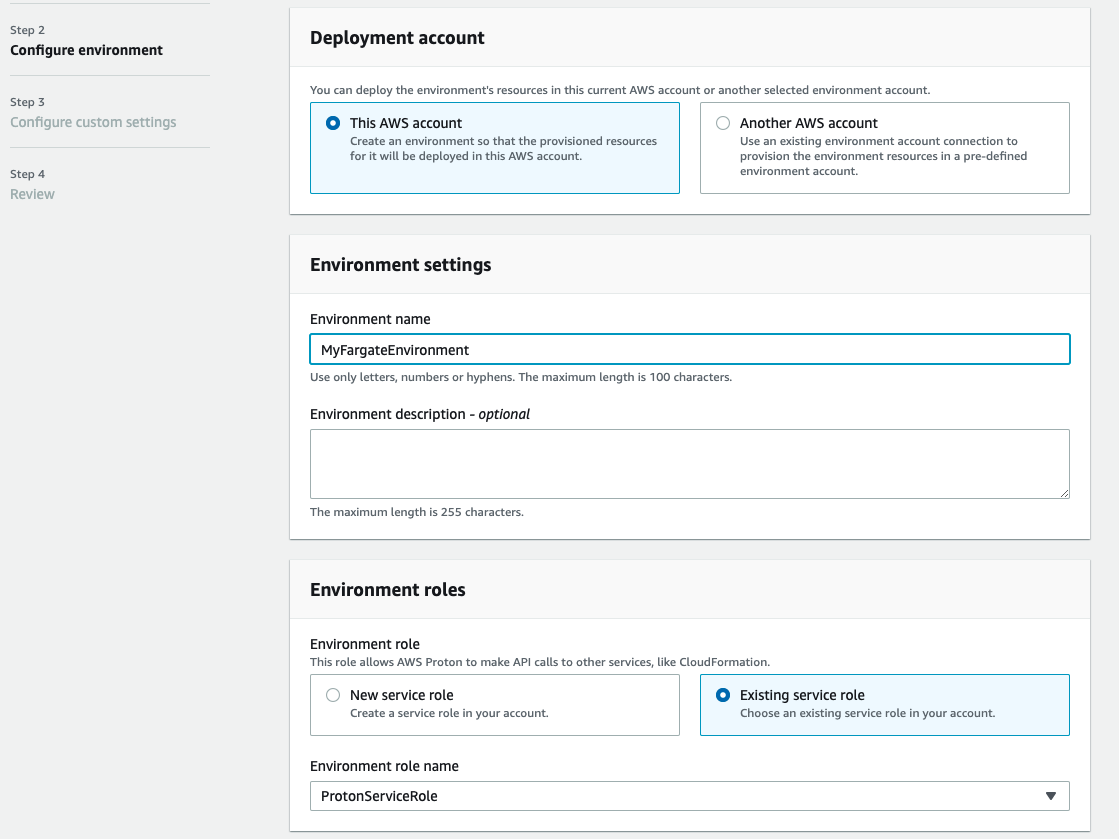 Step 2
Configure environment
Step 3
Configure custom settings
Step 4
Review
Deployment account
You can deploy the environment's resources in this current AWS account or another selected environment account.
This AWS account
Create an environment so that the provisioned resources
for it will be deployed in this AWS account.
Another AWS account
Use an existing environment account connection to
provision the environment resources in a pre-defined
environment account.
Environment settings
Environment name
MyFargateEnvironment
Use only letters, numbers or hyphens. The maximum length is 100 characters.
Environment description - optional
The maximum length is 255 characters.
Environment roles
Environment role
This role allows AWS Proton to make API calls to other services, like CloudFormation.
New service role
Create a service role in your account.
Existing service role
Choose an existing service role in your account.
Environment role name
ProtonServiceRole